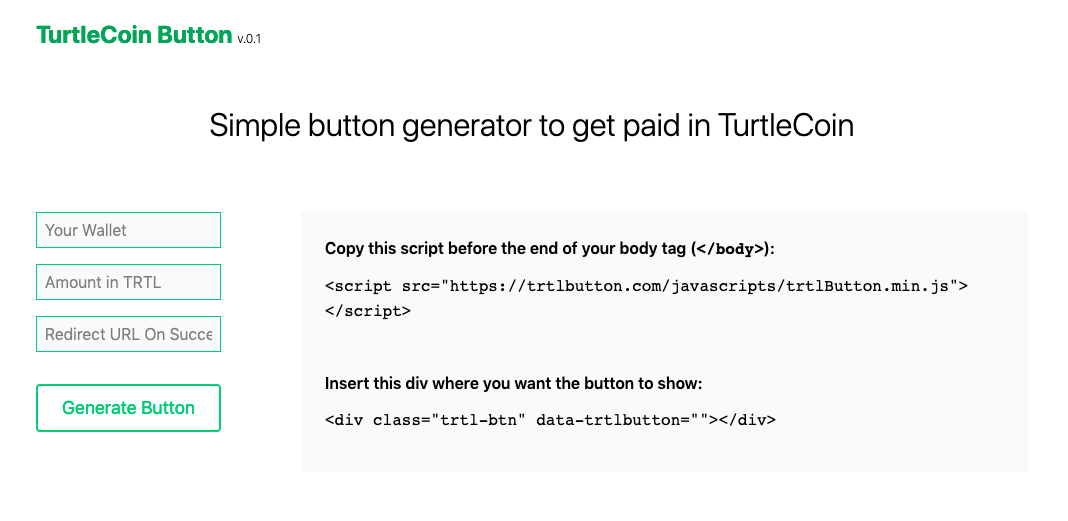 TurtleCoin Button v.0.1
Simple button generator to get paid in TurtleCoin
Your Wallet
Amount in TRTL
Redirect URL On Succe
Generate Button
Copy this script before the end of your body tag (</body>):
<script src="https://trtlbutton.com/javascripts/trtlButton.min.js">
</script>
Insert this div where you want the button to show:
<div class="trtl-btn" data-trtlbutton=""></div>